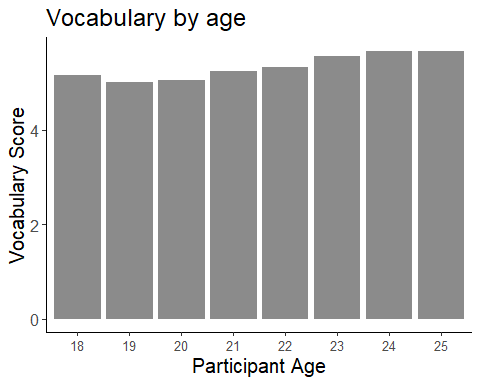 Vocabulary by age
Vocabulary Score
4
2
0
18 19 20 21 22 23 24 25
Participant Age